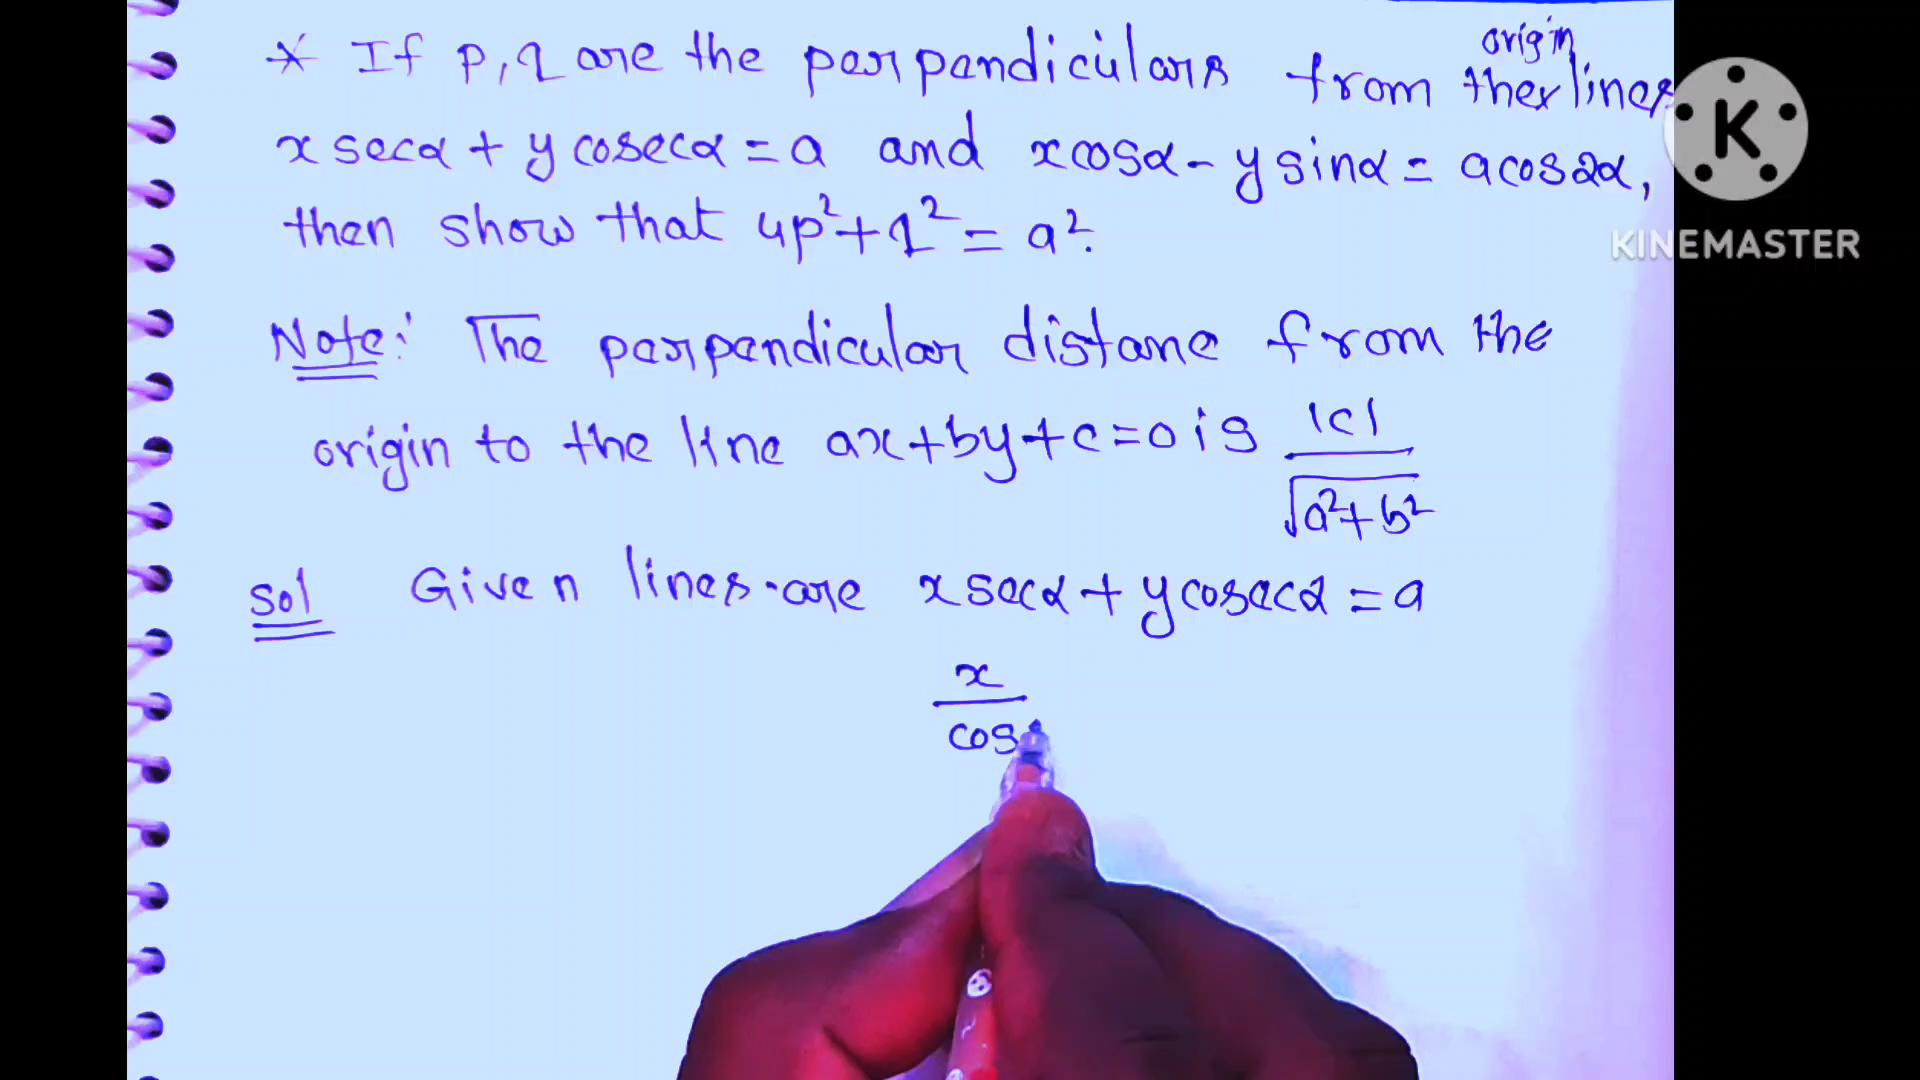 origin
* If p, q are the perpendiculars from the lines
x secα + y cosecα = a and x cosα - y sinα = a cos2α,
then show that 4p² + q² = a².
Note: The perpendicular distane from the
origin to the line ax+by+c=0 is |c| / √a²+b²
Sol Given lines are x secα + y cosecα = a
x / cos
K
KINEMASTER